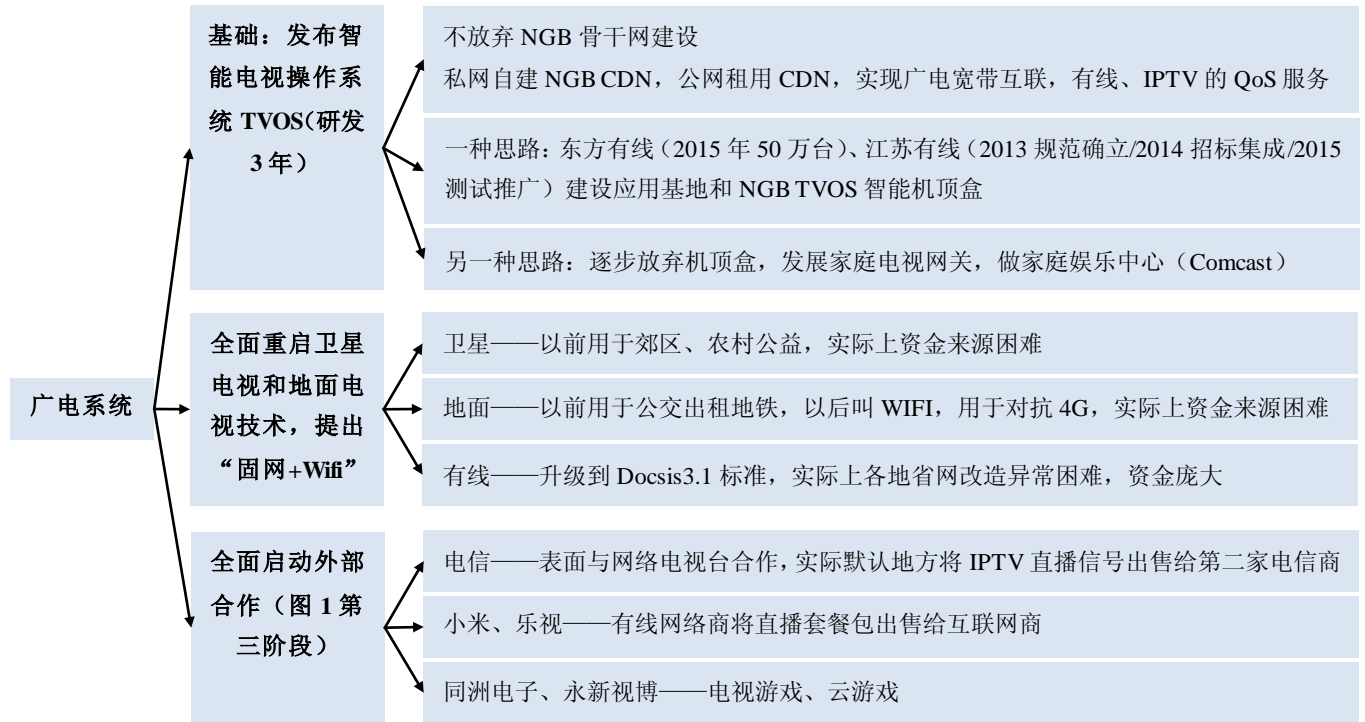 广电系统
基础：发布智
能电视操作系
统 TVOS（研发
3 年）
不放弃 NGB 骨干网建设
私网自建 NGB CDN，公网租用 CDN，实现广电宽带互联，有线、IPTV 的 QoS 服务
一种思路：东方有线（2015 年 50 万台）、江苏有线（2013 规范确立/2014 招标集成/2015
测试推广）建设应用基地和 NGB TVOS 智能机顶盒
另一种思路：逐步放弃机顶盒，发展家庭电视网关，做家庭娱乐中心（Comcast）
全面重启卫星
电视和地面电
视技术，提出
“固网+Wifi”
卫星——以前用于郊区、农村公益，实际上资金来源困难
地面——以前用于公交出租地铁，以后叫 WIFI，用于对抗 4G，实际上资金来源困难
有线——升级到 Docsis3.1 标准，实际上各地省网改造异常困难，资金庞大
全面启动外部
合作（图 1 第
三阶段）
电信——表面与网络电视台合作，实际默认地方将 IPTV 直播信号出售给第二家电信商
小米、乐视——有线网络商将直播套餐包出售给互联网商
同洲电子、永新视博——电视游戏、云游戏